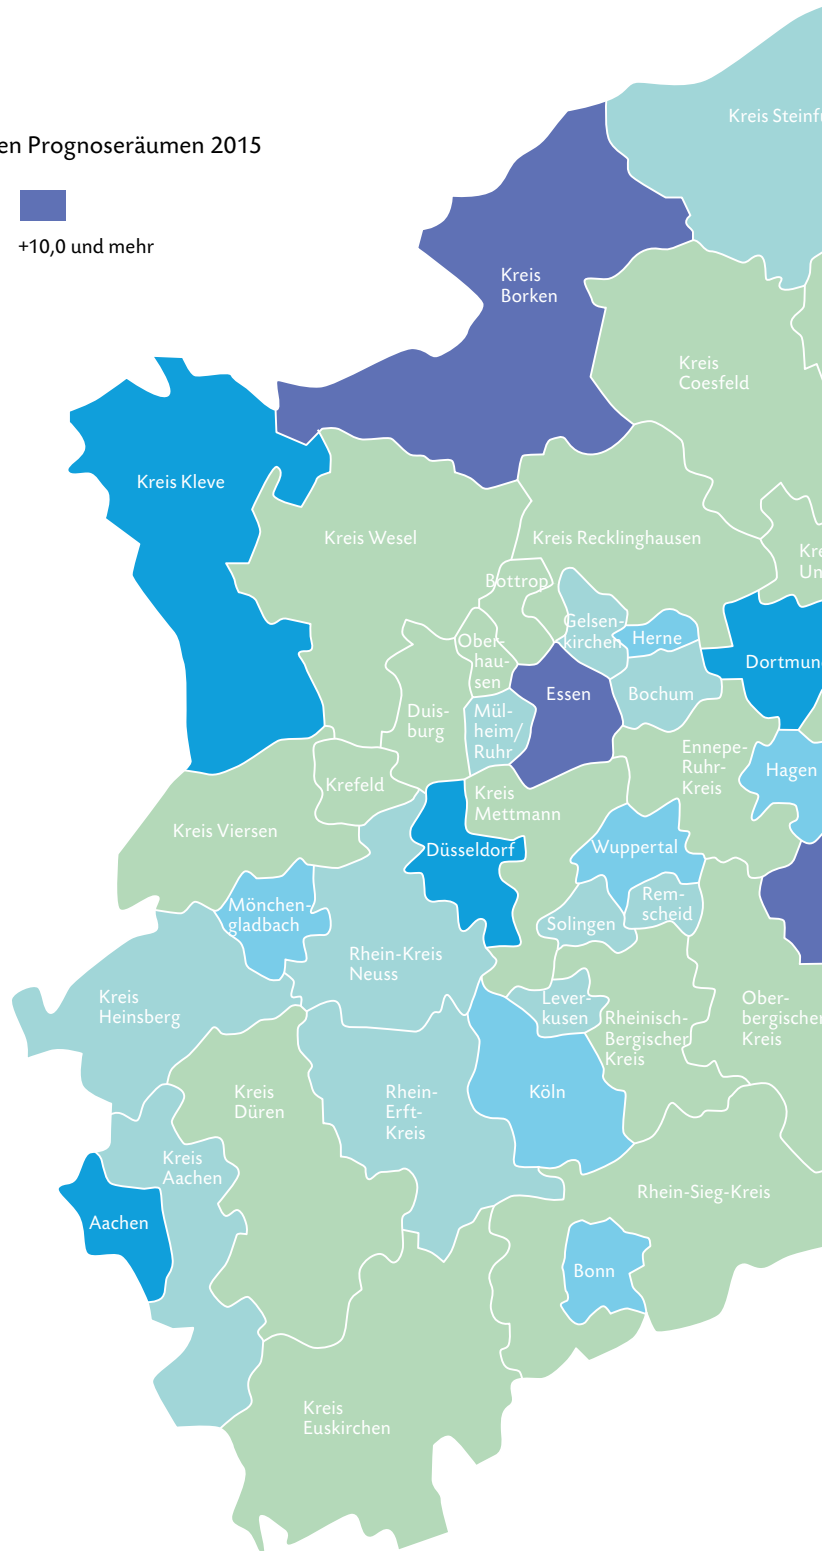 en Prognoseräumen 2015
+10,0 und mehr
Kreis Steinfu
Kreis
Borken
Kreis
Coesfeld
Kreis Kleve
Kreis Wesel
Kreis Recklinghausen
Kre
Un
Bottrop
Gelsen-
kirchen
Herne
Ober-
hau-
sen
Dortmun
Essen
Bochum
Duis-
burg
Mül-
heim/
Ruhr
Ennepe-
Ruhr-
Kreis
Hagen
Krefeld
Kreis
Mettmann
Kreis Viersen
Düsseldorf
Wuppertal
Mönchen-
gladbach
Rem-
scheid
Solingen
Rhein-Kreis
Neuss
Kreis
Heinsberg
Lever-
kusen
Rheinisch-
Bergischer
Kreis
Ober-
bergischer
Kreis
Kreis
Düren
Rhein-
Erft-
Kreis
Köln
Kreis
Aachen
Rhein-Sieg-Kreis
Aachen
Bonn
Kreis
Euskirchen